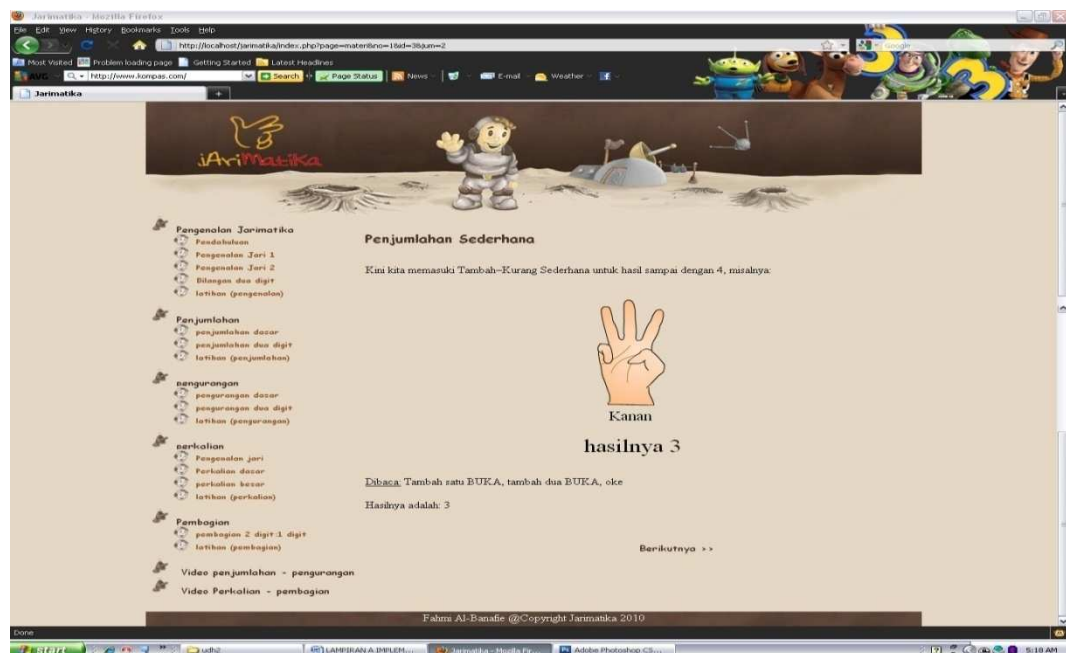 Jarimatika - Mozilla Firefox
File Edit View History Bookmarks Tools Help
http://localhost/jarimatika/index.php?page=materi&no=1&id=3&jum=2
Google
Most Visited Problem loading page Getting Started Latest Headlines
AVG http://www.kompas.com/ Search Page Status News E-mail Weather
Jarimatika
jAriMatiKa
Pengenalan Jarimatika
Pendahuluan
Pengenalan Jari 1
Pengenalan Jari 2
Bilangan dua digit
latihan (pengenalan)
Penjumlahan
penjumlahan dasar
penjumlahan dua digit
latihan (penjumlahan)
pengurangan
pengurangan dasar
pengurangan dua digit
latihan (pengurangan)
perkalian
Pengenalan jari
Perkalian dasar
perkalian besar
latihan (perkalian)
Pembagian
pembagian 2 digit:1 digit
latihan (pembagian)
Video penjumlahan - pengurangan
Video Perkalian - pembagian
Penjumlahan Sederhana
Kini kita memasuki Tambah-Kurang Sederhana untuk hasil sampai dengan 4, misalnya:
Kanan
hasilnya 3
Dibaca: Tambah satu BUKA, tambah dua BUKA, oke
Hasilnya adalah: 3
Berikutnya >>
Fahmi Al-Banafie @Copyright Jarimatika 2010
Done
start udh2 LAMPIRAN A IMPLEM... Jarimatika - Mozilla Fir... Adobe Photoshop CS... 5:10 AM